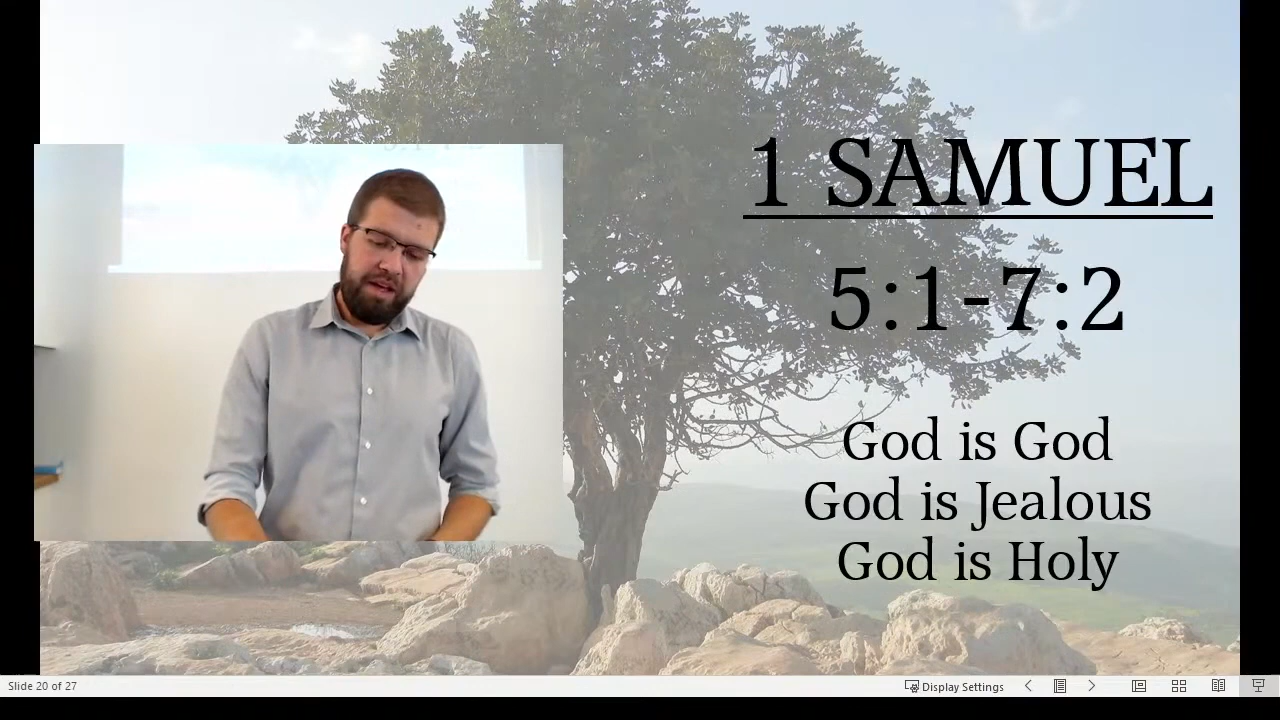 1 SAMUEL
5:1-7:2
God is God
God is Jealous
God is Holy
Slide 20 of 27
Display Settings